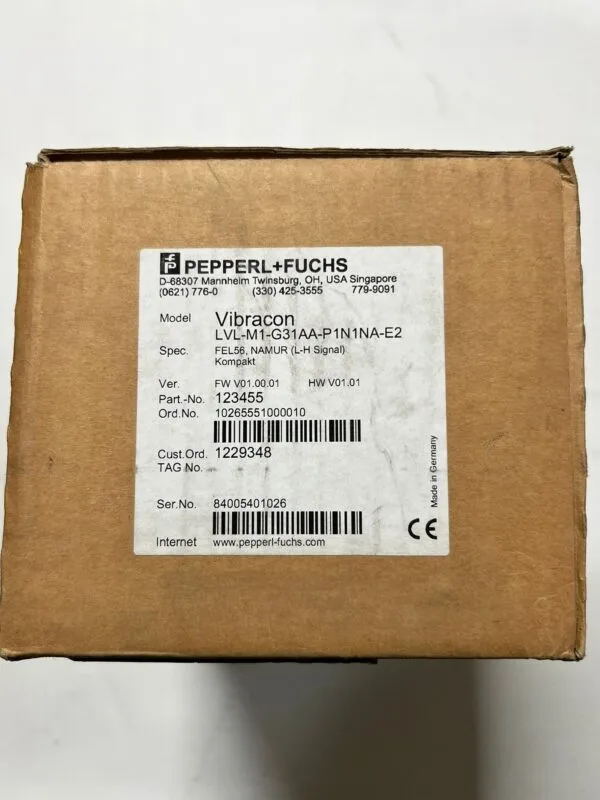 PEPPERL+FUCHS
D-68307 Mannheim Twinsburg, OH, USA Singapore
(0621) 776-0 (330) 425-3555 779-9091
Model Vibracon
LVL-M1-G31AA-P1N1NA-E2
Spec. FEL56, NAMUR (L-H Signal)
Kompakt
Ver. FW V01.00.01 HW V01.01
Part.-No. 123455
Ord.No. 10265551000010
Cust.Ord. 1229348
TAG No.
Ser.No. 84005401026
Internet www.pepperl-fuchs.com
Made in Germany
CE